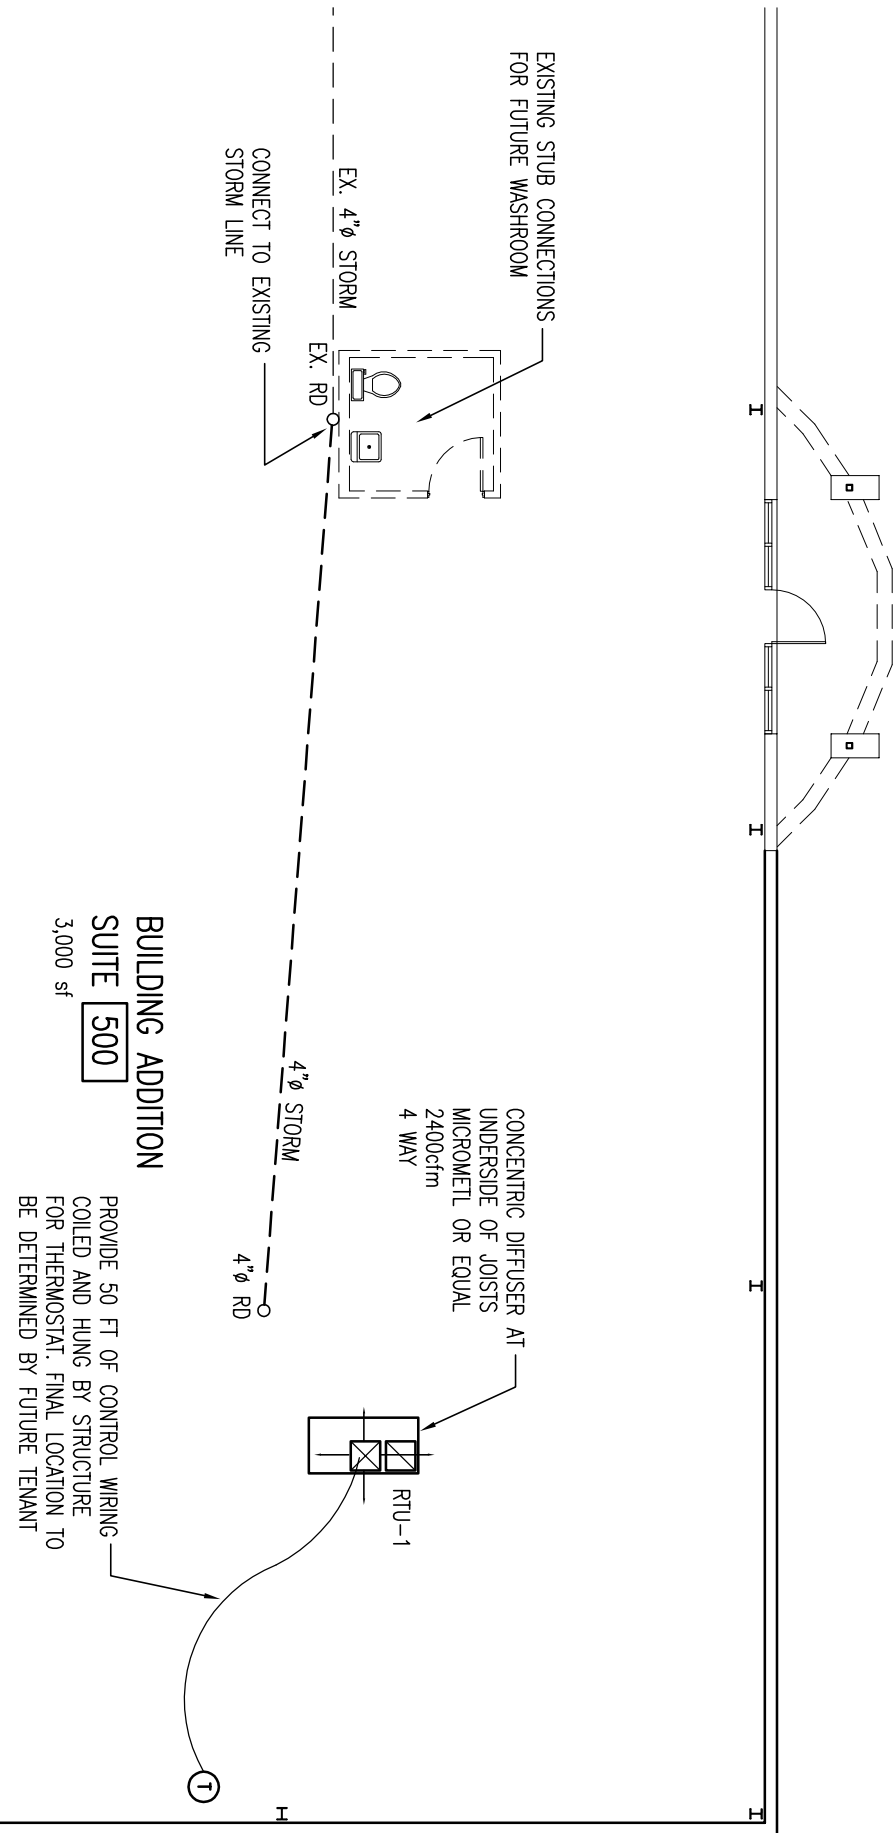 EXISTING STUB CONNECTIONS
FOR FUTURE WASHROOM
EX. 4"ø STORM
EX. RD
CONNECT TO EXISTING
STORM LINE
4"ø STORM
4"ø RD
CONCENTRIC DIFFUSER AT
UNDERSIDE OF JOISTS
MICROMETL OR EQUAL
2400cfm
4 WAY
RTU-1
BUILDING ADDITION
SUITE 500
3,000 sf
PROVIDE 50 FT OF CONTROL WIRING
COILED AND HUNG BY STRUCTURE
FOR THERMOSTAT. FINAL LOCATION TO
BE DETERMINED BY FUTURE TENANT
T